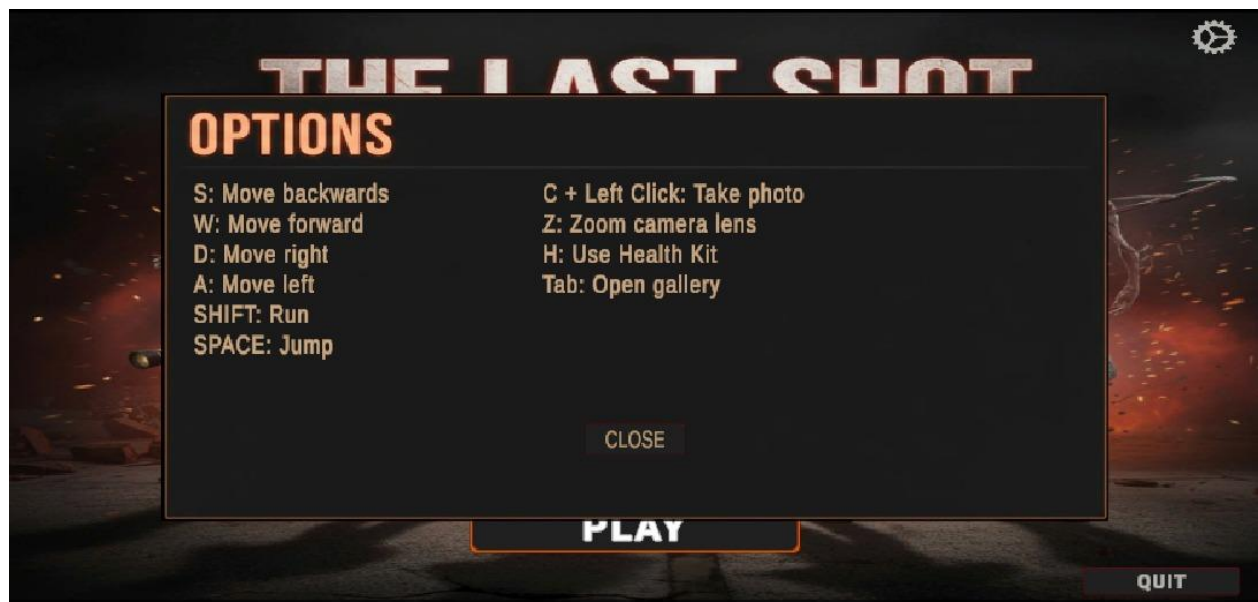 THE LAST SHOT
OPTIONS
S: Move backwards
W: Move forward
D: Move right
A: Move left
SHIFT: Run
SPACE: Jump
C + Left Click: Take photo
Z: Zoom camera lens
H: Use Health Kit
Tab: Open gallery
CLOSE
PLAY
QUIT